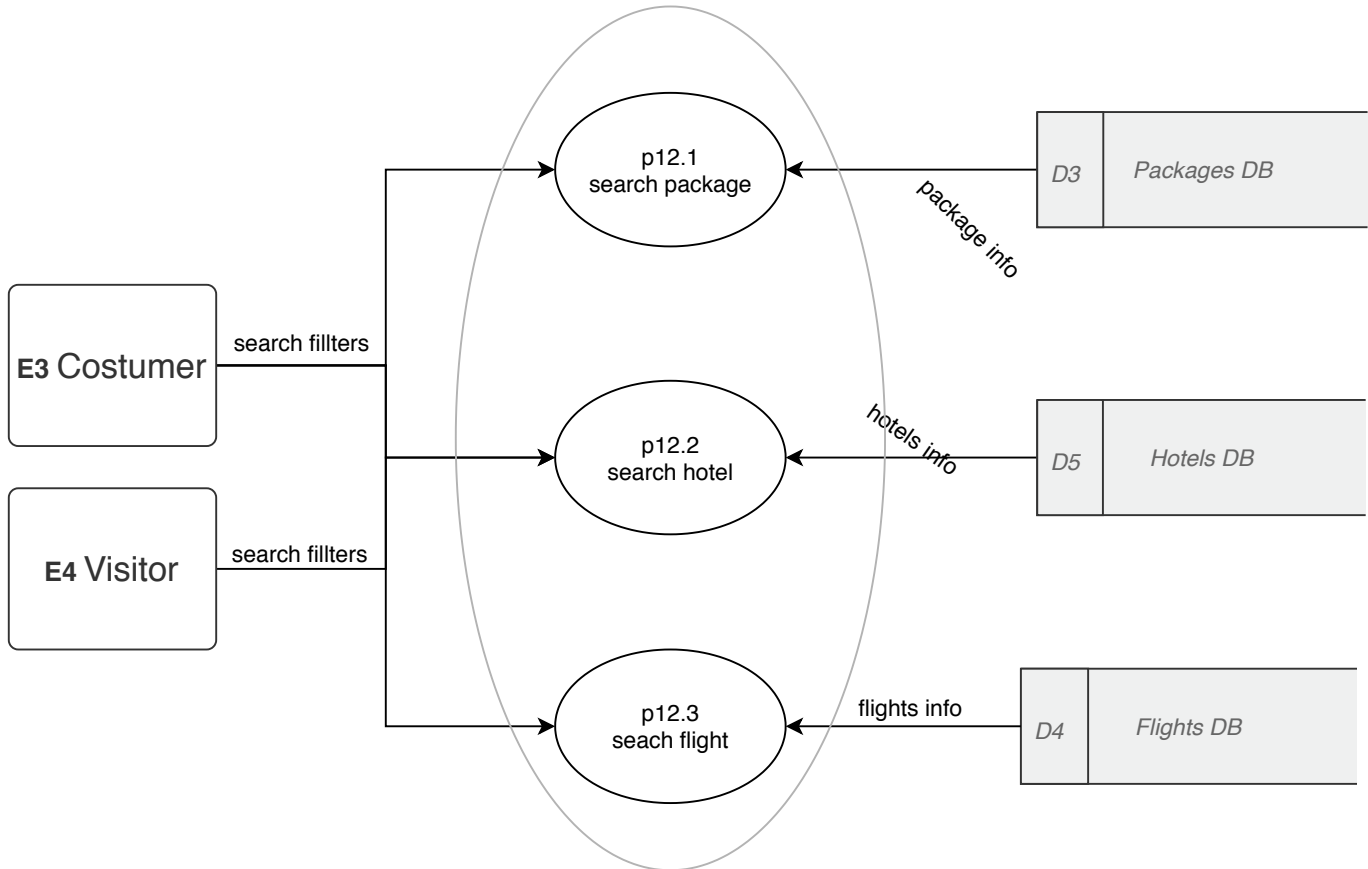 p12.1
search package
D3
Packages DB
package info
E3 Costumer
search fillters
p12.2
search hotel
hotels info
D5
Hotels DB
E4 Visitor
search fillters
p12.3
seach flight
flights info
D4
Flights DB